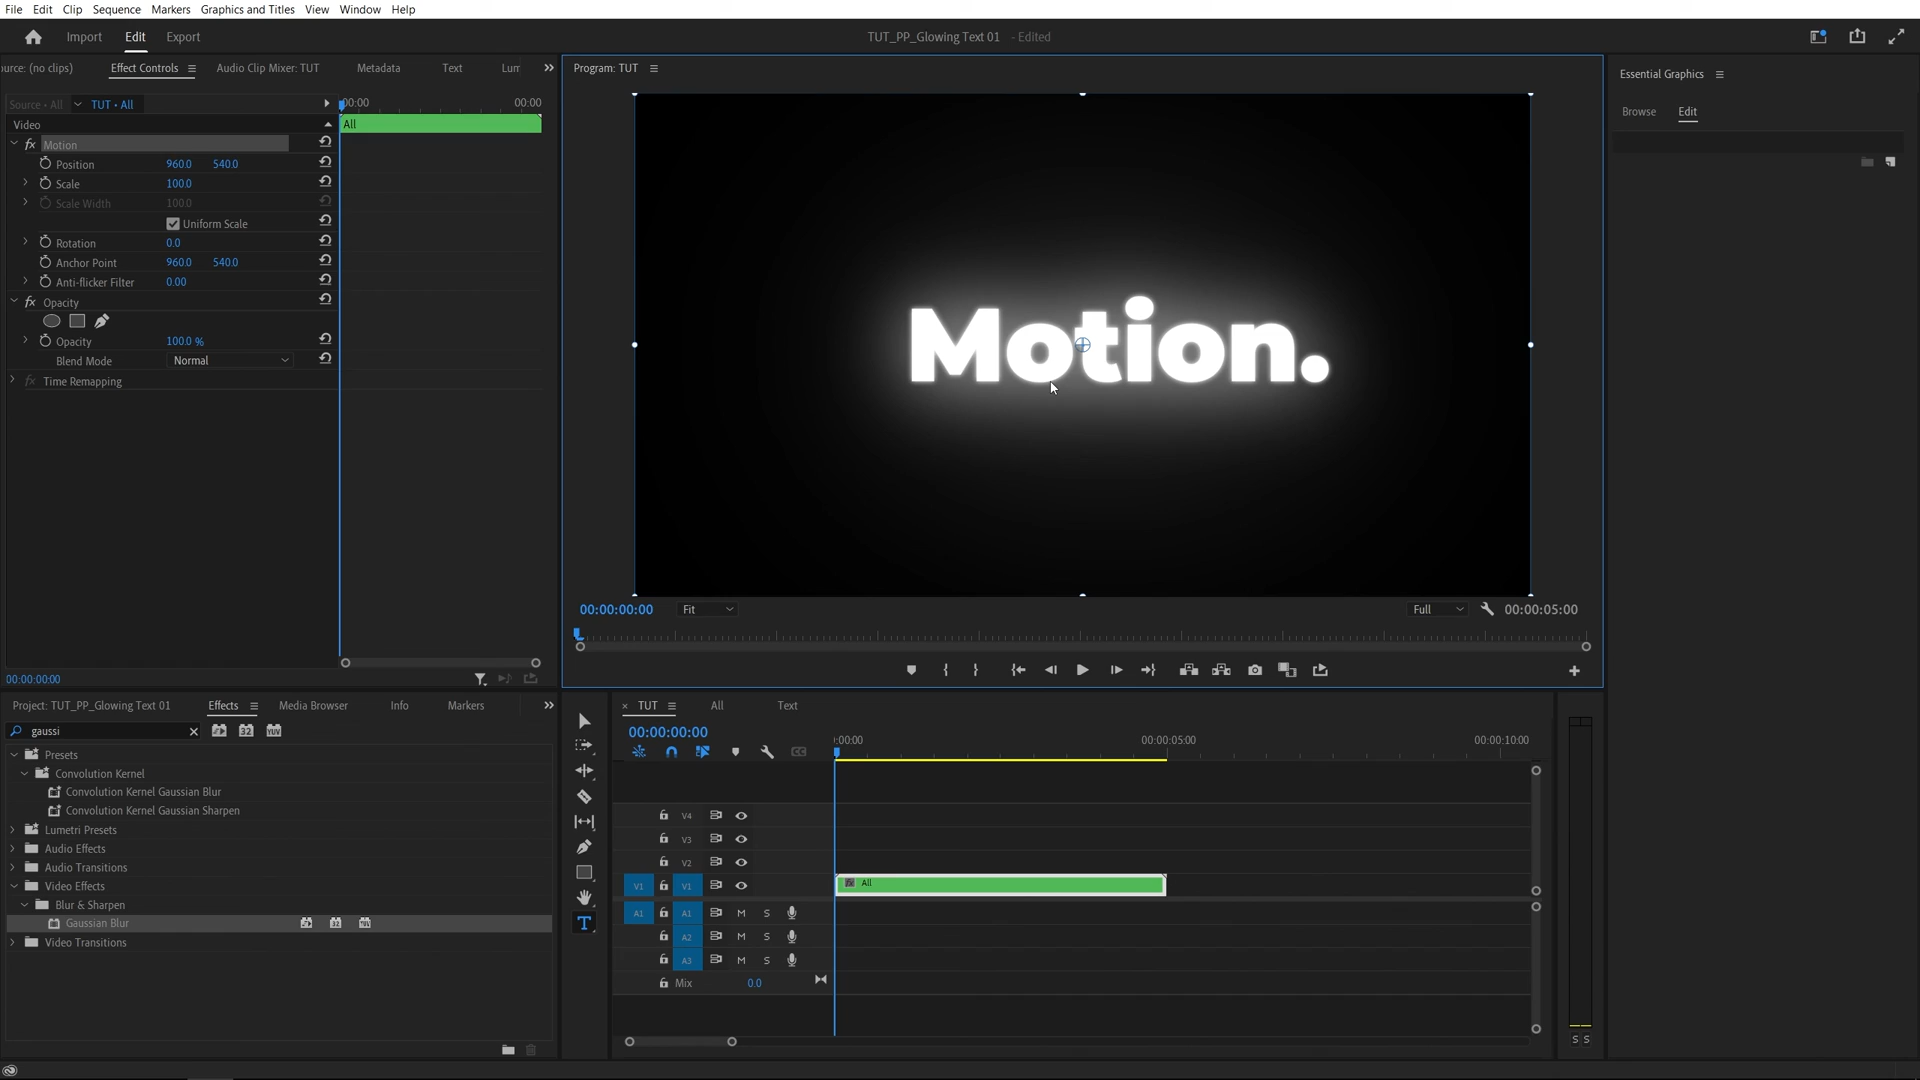 File Edit Clip Sequence Markers Graphics and Titles View Window Help
Import Edit Export
TUT_PP_Glowing Text 01 - Edited
urce: (no clips) Effect Controls Audio Clip Mixer: TUT Metadata Text Lum
Program: TUT
Essential Graphics
Source • All TUT • All
00:00 00:00
Browse Edit
Video
All
fx Motion
Position 960.0 540.0
Scale 100.0
Scale Width 100.0
Uniform Scale
Rotation 0.0
Anchor Point 960.0 540.0
Anti-flicker Filter 0.00
fx Opacity
Opacity 100.0 %
Blend Mode Normal
fx Time Remapping
Motion.
00:00:00:00 Fit Full 00:00:05:00
00:00:00:00
Project: TUT_PP_Glowing Text 01 Effects Media Browser Info Markers
gaussi 32 YUV
Presets
Convolution Kernel
Convolution Kernel Gaussian Blur
Convolution Kernel Gaussian Sharpen
Lumetri Presets
Audio Effects
Audio Transitions
Video Effects
Blur & Sharpen
Gaussian Blur
Video Transitions
× TUT All Text
00:00:00:00
:00:00 00:00:05:00 00:00:10:00
V4
V3
V2
V1 V1 fx All
A1 A1 M S
A2 M S
A3 M S
Mix 0.0
S S